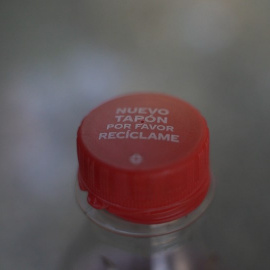 NUEVO
TAPÓN
POR FAVOR
RECÍCLAME